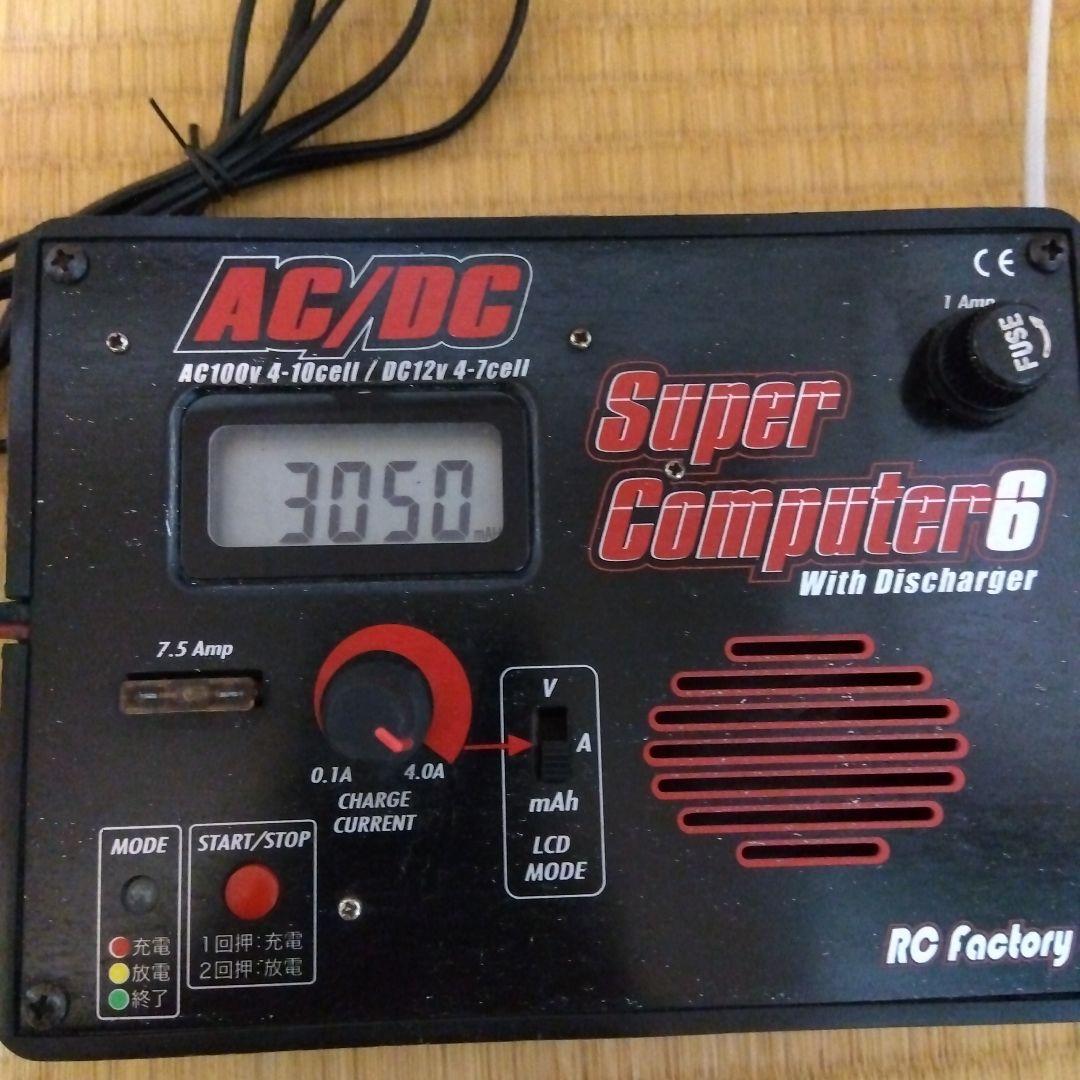 AC/DC
AC100v 4-10cell / DC12v 4-7cell
CE
1 Amp
FUSE
Super
Computer6
With Discharger
3050
mAH
7.5 Amp
0.1A
4.0A
CHARGE
CURRENT
V
A
mAh
LCD
MODE
MODE
充電
放電
終了
START/STOP
1回押:充電
2回押:放電
RC Factory